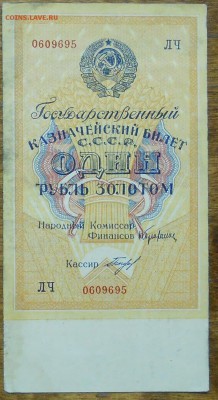 COINS.LAVE.RU
0609695 ЛЧ
Государственный
КАЗНАЧЕЙСКИЙ БИЛЕТ
С.С.С.Р.
ОДИН
РУБЛЬ ЗОЛОТОМ
Народный Комиссар
Финансов
Кассир
ЛЧ 0609695